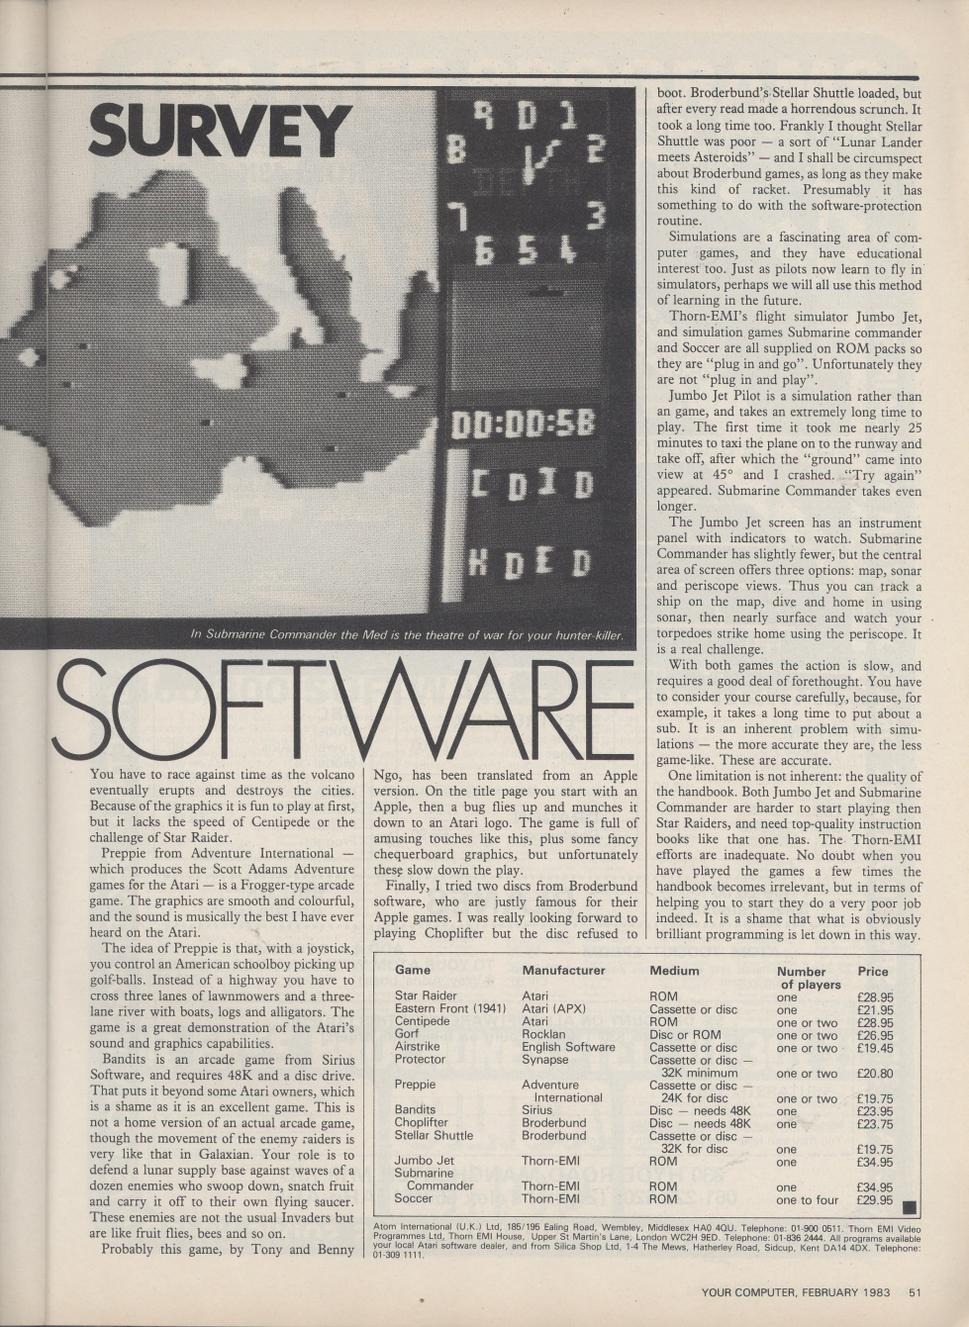 SURVEY
9 0 1
8 2
7 3
6 5 4
00:00:58
C 0 I 0
H 0 E 0
In Submarine Commander the Med is the theatre of war for your hunter-killer.
SOFTWARE
You have to race against time as the volcano
eventually erupts and destroys the cities.
Because of the graphics it is fun to play at first,
but it lacks the speed of Centipede or the
challenge of Star Raider.
Preppie from Adventure International —
which produces the Scott Adams Adventure
games for the Atari — is a Frogger-type arcade
game. The graphics are smooth and colourful,
and the sound is musically the best I have ever
heard on the Atari.
The idea of Preppie is that, with a joystick,
you control an American schoolboy picking up
golf-balls. Instead of a highway you have to
cross three lanes of lawnmowers and a three-
lane river with boats, logs and alligators. The
game is a great demonstration of the Atari's
sound and graphics capabilities.
Bandits is an arcade game from Sirius
Software, and requires 48K and a disc drive.
That puts it beyond some Atari owners, which
is a shame as it is an excellent game. This is
not a home version of an actual arcade game,
though the movement of the enemy raiders is
very like that in Galaxian. Your role is to
defend a lunar supply base against waves of a
dozen enemies who swoop down, snatch fruit
and carry it off to their own flying saucer.
These enemies are not the usual Invaders but
are like fruit flies, bees and so on.
Probably this game, by Tony and Benny
Ngo, has been translated from an Apple
version. On the title page you start with an
Apple, then a bug flies up and munches it
down to an Atari logo. The game is full of
amusing touches like this, plus some fancy
chequerboard graphics, but unfortunately
these slow down the play.
Finally, I tried two discs from Broderbund
software, who are justly famous for their
Apple games. I was really looking forward to
playing Choplifter but the disc refused to
boot. Broderbund's Stellar Shuttle loaded, but
after every read made a horrendous scrunch. It
took a long time too. Frankly I thought Stellar
Shuttle was poor — a sort of "Lunar Lander
meets Asteroids" — and I shall be circumspect
about Broderbund games, as long as they make
this kind of racket. Presumably it has
something to do with the software-protection
routine.
Simulations are a fascinating area of com-
puter games, and they have educational
interest too. Just as pilots now learn to fly in
simulators, perhaps we will all use this method
of learning in the future.
Thorn-EMI's flight simulator Jumbo Jet,
and simulation games Submarine commander
and Soccer are all supplied on ROM packs so
they are "plug in and go". Unfortunately they
are not "plug in and play".
Jumbo Jet Pilot is a simulation rather than
an game, and takes an extremely long time to
play. The first time it took me nearly 25
minutes to taxi the plane on to the runway and
take off, after which the "ground" came into
view at 45° and I crashed. "Try again"
appeared. Submarine Commander takes even
longer.
The Jumbo Jet screen has an instrument
panel with indicators to watch. Submarine
Commander has slightly fewer, but the central
area of screen offers three options: map, sonar
and periscope views. Thus you can track a
ship on the map, dive and home in using
sonar, then nearly surface and watch your
torpedoes strike home using the periscope. It
is a real challenge.
With both games the action is slow, and
requires a good deal of forethought. You have
to consider your course carefully, because, for
example, it takes a long time to put about a
sub. It is an inherent problem with simu-
lations — the more accurate they are, the less
game-like. These are accurate.
One limitation is not inherent: the quality of
the handbook. Both Jumbo Jet and Submarine
Commander are harder to start playing then
Star Raiders, and need top-quality instruction
books like that one has. The Thorn-EMI
efforts are inadequate. No doubt when you
have played the games a few times the
handbook becomes irrelevant, but in terms of
helping you to start they do a very poor job
indeed. It is a shame that what is obviously
brilliant programming is let down in this way.
Game Manufacturer Medium Number Price
of players
Star Raider Atari ROM one £28.95
Eastern Front (1941) Atari (APX) Cassette or disc one £21.95
Centipede Atari ROM one or two £28.95
Gorf Rocklan Disc or ROM one or two £26.95
Airstrike English Software Cassette or disc one or two £19.45
Protector Synapse Cassette or disc —
32K minimum one or two £20.80
Preppie Adventure Cassette or disc —
International 24K for disc one or two £19.75
Bandits Sirius Disc — needs 48K one £23.95
Choplifter Broderbund Disc — needs 48K one £23.75
Stellar Shuttle Broderbund Cassette or disc —
32K for disc one £19.75
Jumbo Jet Thorn-EMI ROM one £34.95
Submarine
Commander Thorn-EMI ROM one £34.95
Soccer Thorn-EMI ROM one to four £29.95
Atom International (U.K.) Ltd, 185/195 Ealing Road, Wembley, Middlesex HA0 4QU. Telephone: 01-900 0511. Thorn EMI Video
Programmes Ltd, Thorn EMI House, Upper St Martin's Lane, London WC2H 9ED. Telephone: 01-836 2444. All programs available
your local Atari software dealer, and from Silica Shop Ltd, 1-4 The Mews, Hatherley Road, Sidcup, Kent DA14 4DX. Telephone:
01-309 1111.
YOUR COMPUTER, FEBRUARY 1983 51